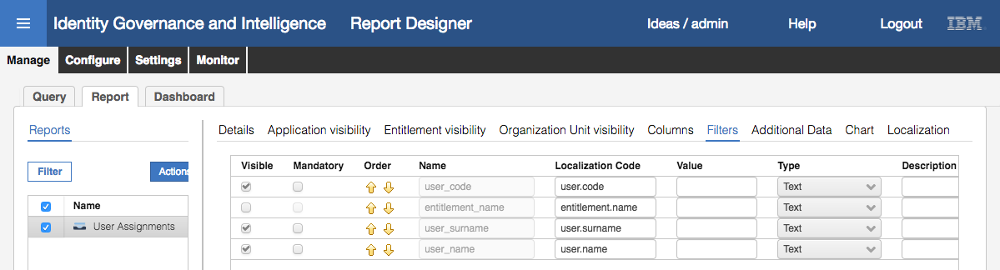 Identity Governance and Intelligence Report Designer Ideas / admin Help Logout IBM
Manage Configure Settings Monitor
Query Report Dashboard
Reports
Details Application visibility Entitlement visibility Organization Unit visibility Columns Filters Additional Data Chart Localization
Filter Actions
Name
User Assignments
Visible Mandatory Order Name Localization Code Value Type Description
user_code user.code Text
entitlement_name entitlement.name Text
user_surname user.surname Text
user_name user.name Text